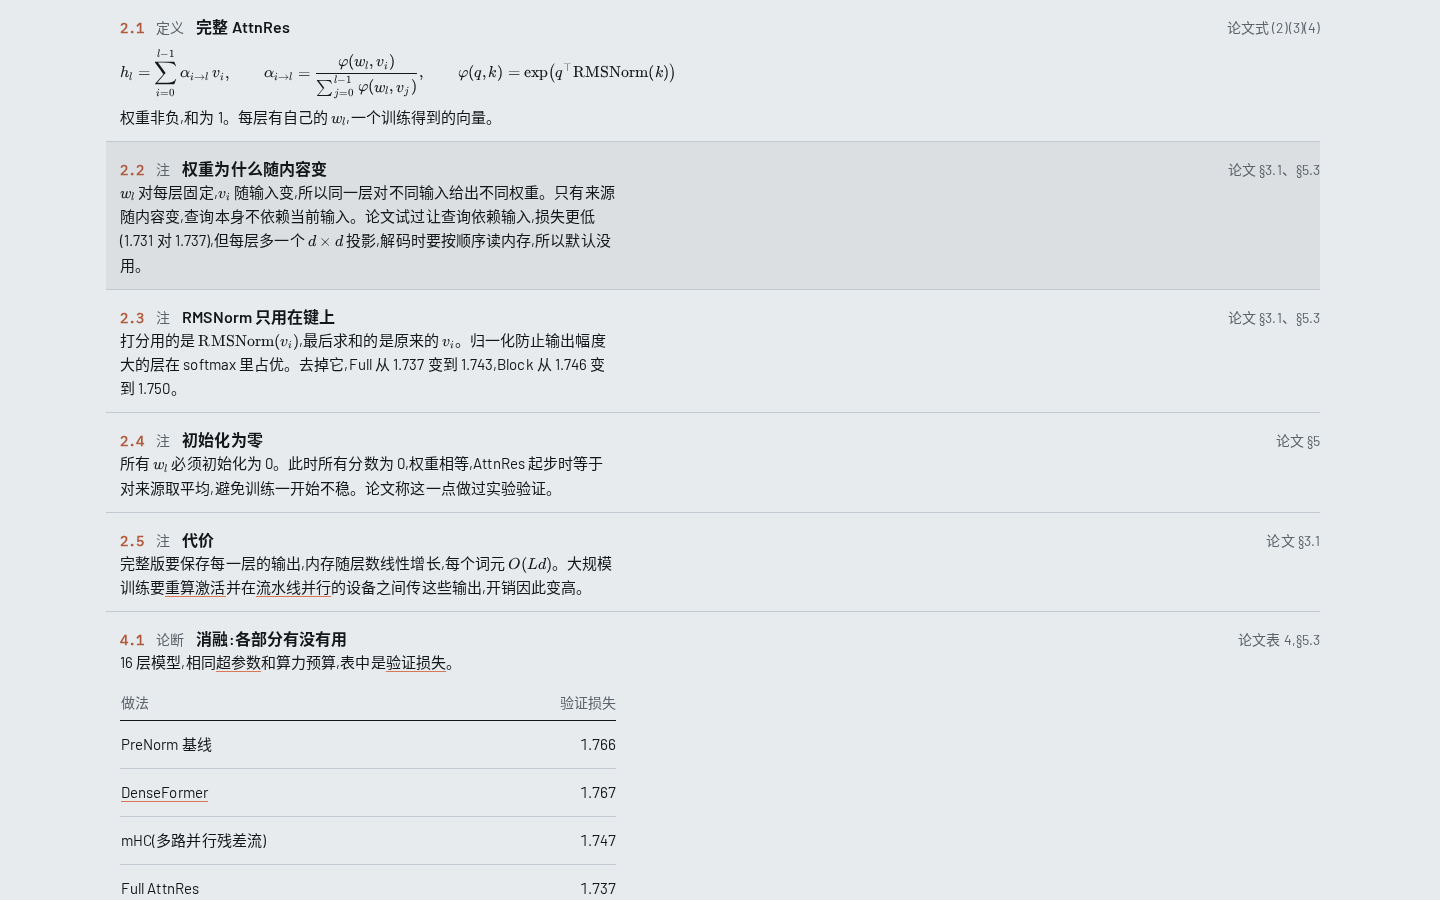 2.1 定义 完整 AttnRes 论文式 (2)(3)(4)
h_l = \sum_{i=0}^{l-1} α_{i→l} v_i, α_{i→l} = \frac{φ(w_l, v_i)}{\sum_{j=0}^{l-1} φ(w_l, v_j)}, φ(q, k) = exp(q^⊤RMSNorm(k))
权重非负,和为 1。每层有自己的 w_l,一个训练得到的向量。
2.2 注 权重为什么随内容变 论文 §3.1、§5.3
w_l 对每层固定,v_i 随输入变,所以同一层对不同输入给出不同权重。只有来源
随内容变,查询本身不依赖当前输入。论文试过让查询依赖输入,损失更低
(1.731 对 1.737),但每层多一个 d × d 投影,解码时要按顺序读内存,所以默认没
用。
2.3 注 RMSNorm 只用在键上 论文 §3.1、§5.3
打分用的是 RMSNorm(v_i),最后求和的是原来的 v_i。归一化防止输出幅度
大的层在 softmax 里占优。去掉它,Full 从 1.737 变到 1.743,Block 从 1.746 变
到 1.750。
2.4 注 初始化为零 论文 §5
所有 w_l 必须初始化为 0。此时所有分数为 0,权重相等,AttnRes 起步时等于
对来源取平均,避免训练一开始不稳。论文称这一点做过实验验证。
2.5 注 代价 论文 §3.1
完整版要保存每一层的输出,内存随层数线性增长,每个词元 O(Ld)。大规模
训练要重算激活并在流水线并行的设备之间传这些输出,开销因此变高。
4.1 论断 消融:各部分有没有用 论文表 4,§5.3
16 层模型,相同超参数和算力预算,表中是验证损失。
做法 验证损失
PreNorm 基线 1.766
DenseFormer 1.767
mHC(多路并行残差流) 1.747
Full AttnRes 1.737